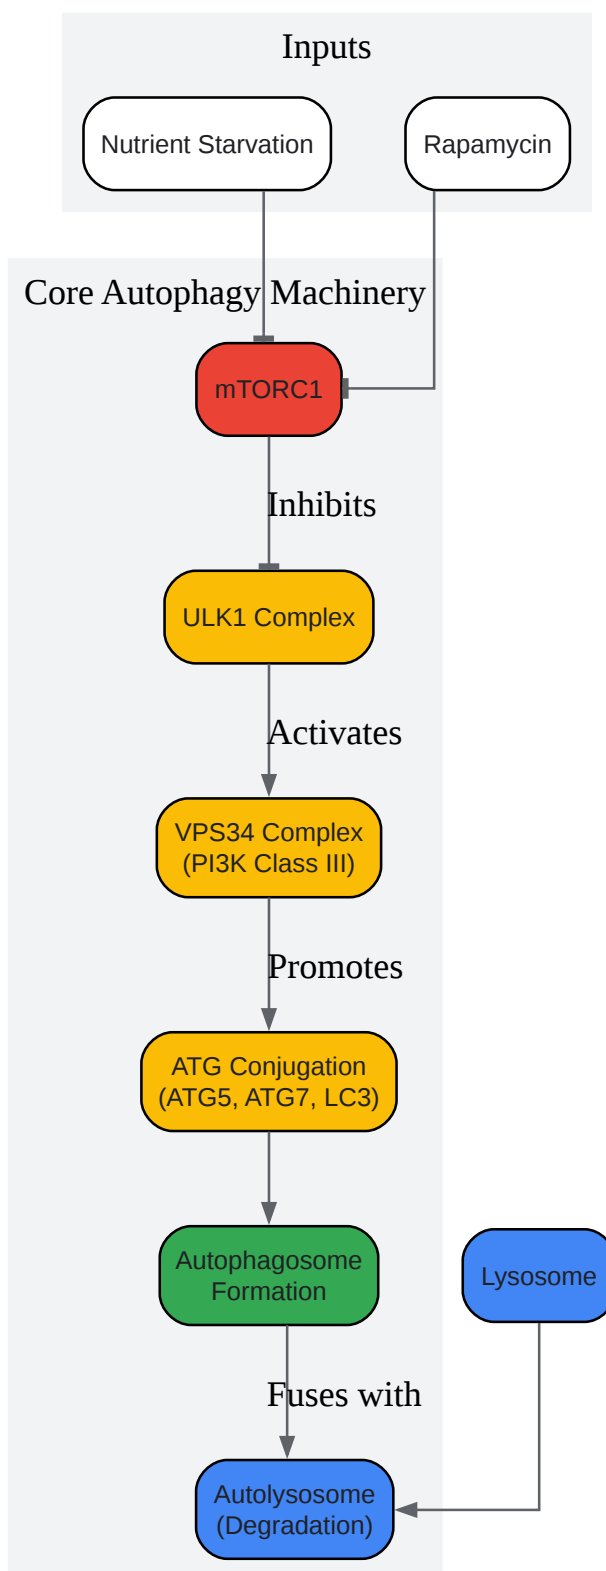 Inputs
Nutrient Starvation
Rapamycin
Core Autophagy Machinery
mTORC1
Inhibits
ULK1 Complex
Activates
VPS34 Complex
(PI3K Class III)
Promotes
ATG Conjugation
(ATG5, ATG7, LC3)
Autophagosome
Formation
Lysosome
Fuses with
Autolysosome
(Degradation)